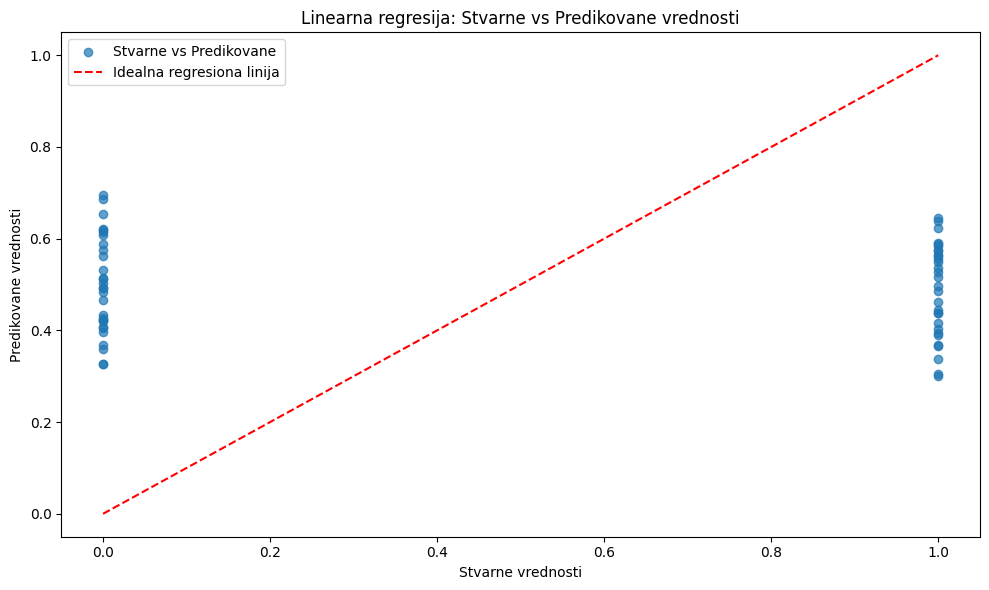 Linearna regresija: Stvarne vs Predikovane vrednosti
Stvarne vs Predikovane
Idealna regresiona linija
Predikovane vrednosti
1.0
0.8
0.6
0.4
0.2
0.0
0.0 0.2 0.4 0.6 0.8 1.0
Stvarne vrednosti